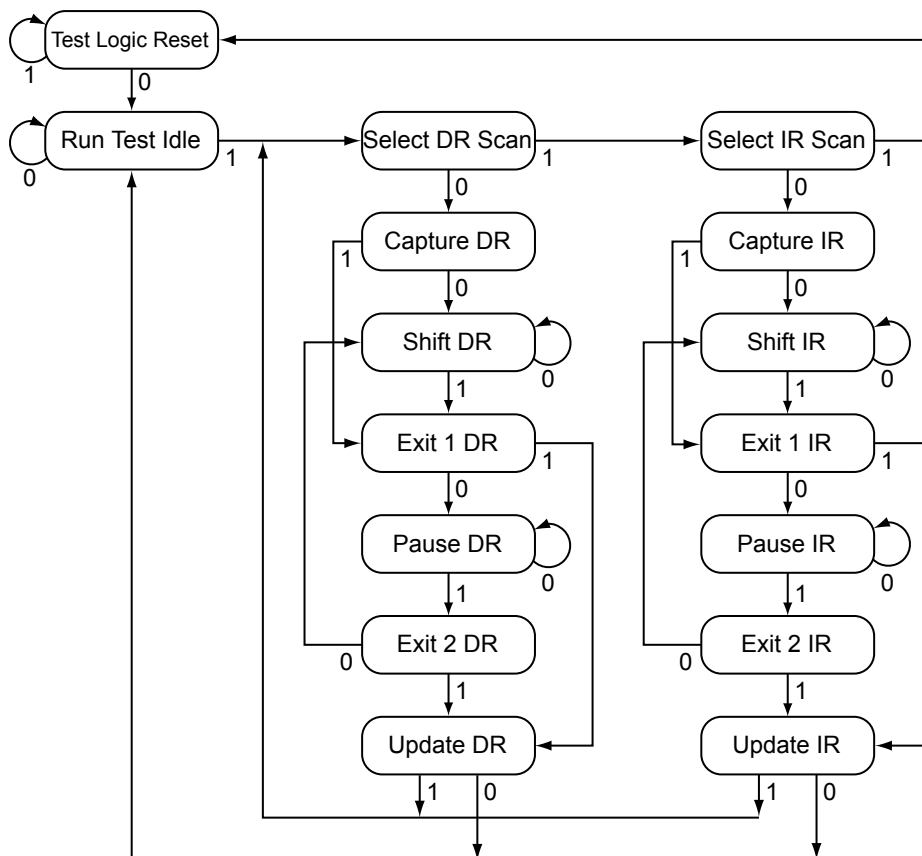 Test Logic Reset
1
0
Run Test Idle
1
Select DR Scan
1
Select IR Scan
1
0
0
0
Capture DR
Capture IR
1
1
0
0
Shift DR
Shift IR
0
0
1
1
Exit 1 DR
Exit 1 IR
1
1
0
0
Pause DR
Pause IR
0
0
1
1
Exit 2 DR
Exit 2 IR
0
0
1
1
Update DR
Update IR
1
0
1
0